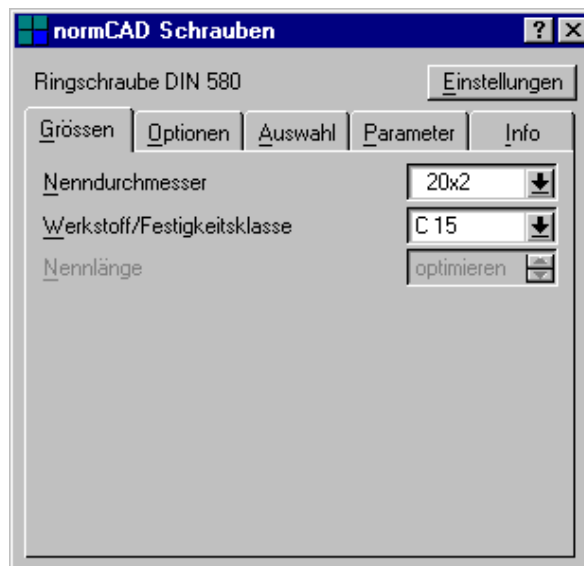 normCAD Schrauben
Ringschraube DIN 580 Einstellungen
Grössen Optionen Auswahl Parameter Info
Nenndurchmesser 20x2
Werkstoff/Festigkeitsklasse C 15
Nennlänge optimieren